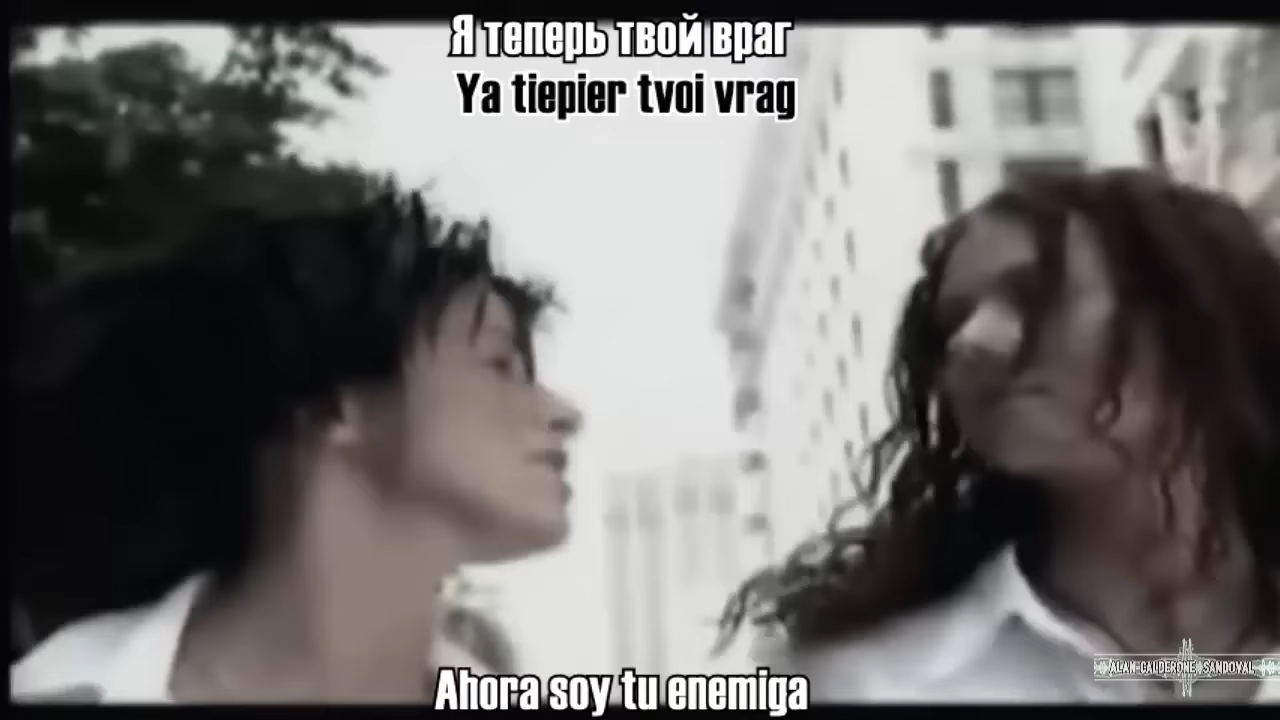 Я теперь твой враг
Ya tiepier tvoi vrag
ALAN CALDERONE SANDOVAL
Ahora soy tu enemiga